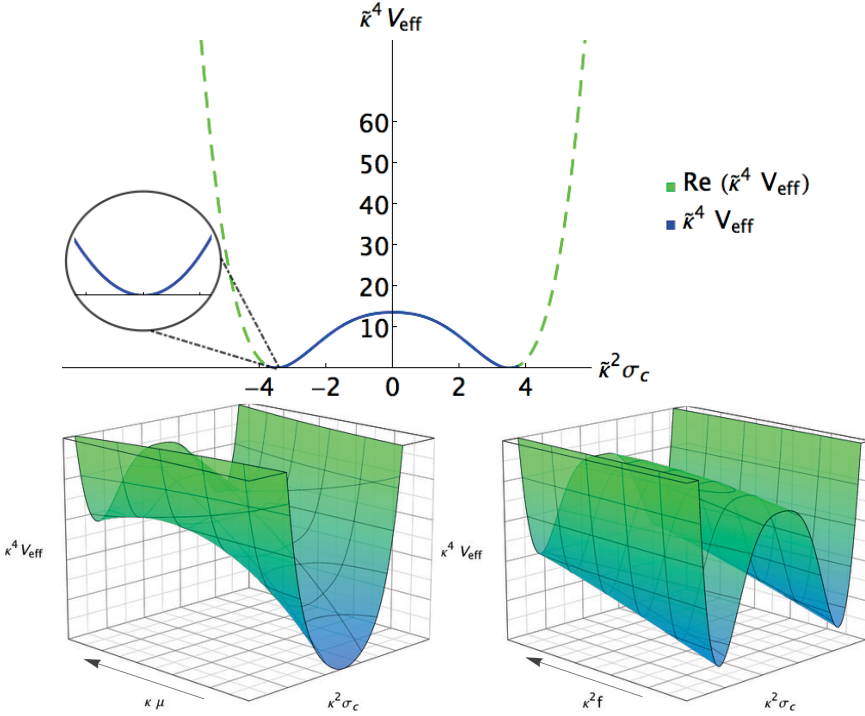 κ̃⁴ V_eff
60
50
40
30
20
10
−4 −2 0 2 4
κ̃² σ_c
Re (κ̃⁴ V_eff)
κ̃⁴ V_eff
κ⁴ V_eff
κ μ
κ² σ_c
κ⁴ V_eff
κ² f
κ² σ_c